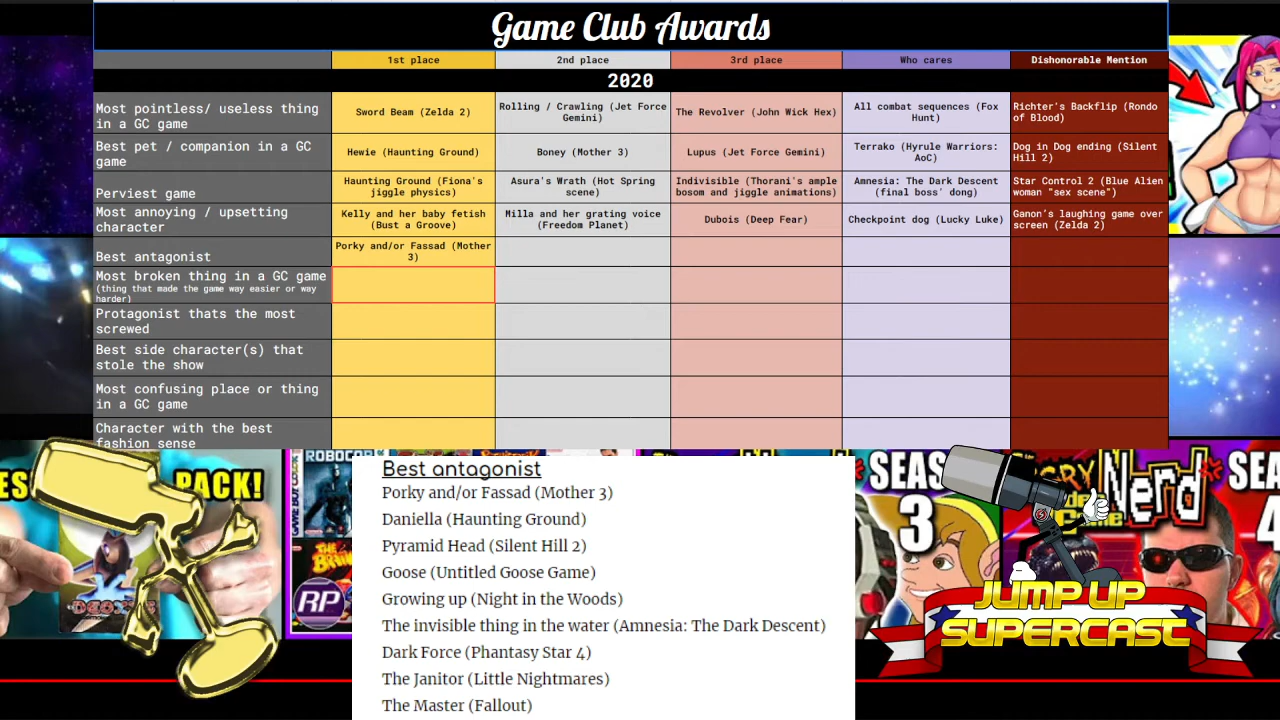 Game Club Awards
1st place
2nd place
3rd place
Who cares
Dishonorable Mention
2020
Most pointless/ useless thing
in a GC game
Sword Beam (Zelda 2)
Rolling / Crawling (Jet Force
Gemini)
The Revolver (John Wick Hex)
All combat sequences (Fox
Hunt)
Richter's Backflip (Rondo
of Blood)
Best pet / companion in a GC
game
Hewie (Haunting Ground)
Boney (Mother 3)
Lupus (Jet Force Gemini)
Terrako (Hyrule Warriors:
AoC)
Dog in Dog ending (Silent
Hill 2)
Perviest game
Haunting Ground (Fiona's
jiggle physics)
Asura's Wrath (Hot Spring
scene)
Indivisible (Thorani's ample
bosom and jiggle animations)
Amnesia: The Dark Descent
(final boss' dong)
Star Control 2 (Blue Alien
woman "sex scene")
Most annoying / upsetting
character
Kelly and her baby fetish
(Bust a Groove)
Milla and her grating voice
(Freedom Planet)
Dubois (Deep Fear)
Checkpoint dog (Lucky Luke)
Ganon's laughing game over
screen (Zelda 2)
Best antagonist
Porky and/or Fassad (Mother
3)
Most broken thing in a GC game
(thing that made the game way easier or way
harder)
Protagonist thats the most
screwed
Best side character(s) that
stole the show
Most confusing place or thing
in a GC game
Character with the best
fashion sense
Best antagonist
Porky and/or Fassad (Mother 3)
Daniella (Haunting Ground)
Pyramid Head (Silent Hill 2)
Goose (Untitled Goose Game)
Growing up (Night in the Woods)
The invisible thing in the water (Amnesia: The Dark Descent)
Dark Force (Phantasy Star 4)
The Janitor (Little Nightmares)
The Master (Fallout)
ES
PACK!
ROBOCOP
GAME BOY COLOR
THE
RP
SEAS
3
Nerd
SEA
4
JUMP UP
SUPERCAST